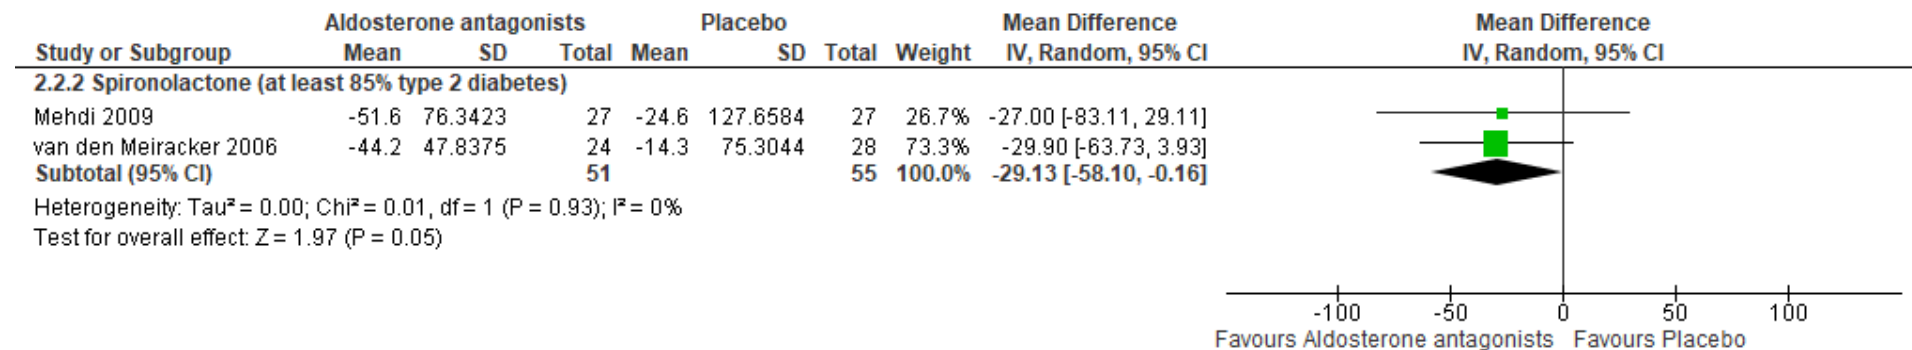 Aldosterone antagonists Placebo Mean Difference Mean Difference
Study or Subgroup Mean SD Total Mean SD Total Weight IV, Random, 95% CI IV, Random, 95% CI
2.2.2 Spironolactone (at least 85% type 2 diabetes)
Mehdi 2009 -51.6 76.3423 27 -24.6 127.6584 27 26.7% -27.00 [-83.11, 29.11]
van den Meiracker 2006 -44.2 47.8375 24 -14.3 75.3044 28 73.3% -29.90 [-63.73, 3.93]
Subtotal (95% CI) 51 55 100.0% -29.13 [-58.10, -0.16]
Heterogeneity: Tau² = 0.00; Chi² = 0.01, df = 1 (P = 0.93); I² = 0%
Test for overall effect: Z = 1.97 (P = 0.05)
-100 -50 0 50 100
Favours Aldosterone antagonists Favours Placebo